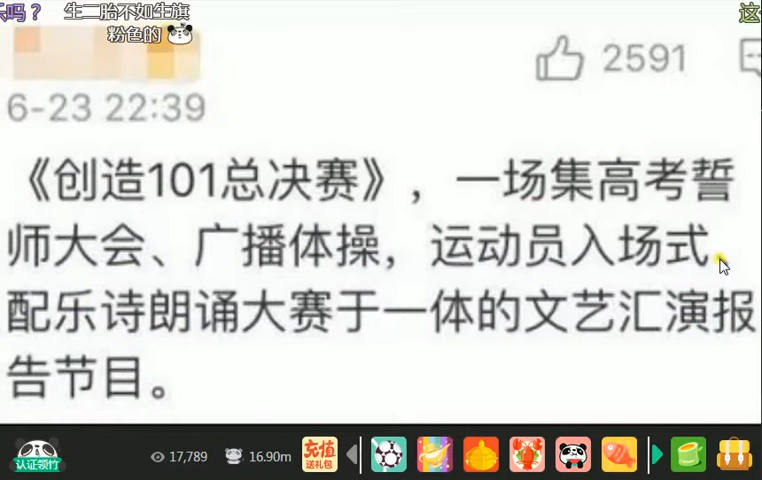 乐吗？ 生二胎不如生旗 这
粉色的
2591
6-23 22:39
《创造101总决赛》，一场集高考誓
师大会、广播体操，运动员入场式、
配乐诗朗诵大赛于一体的文艺汇演报
告节目。
认证领竹 17,789 16.90m 充值
送礼包